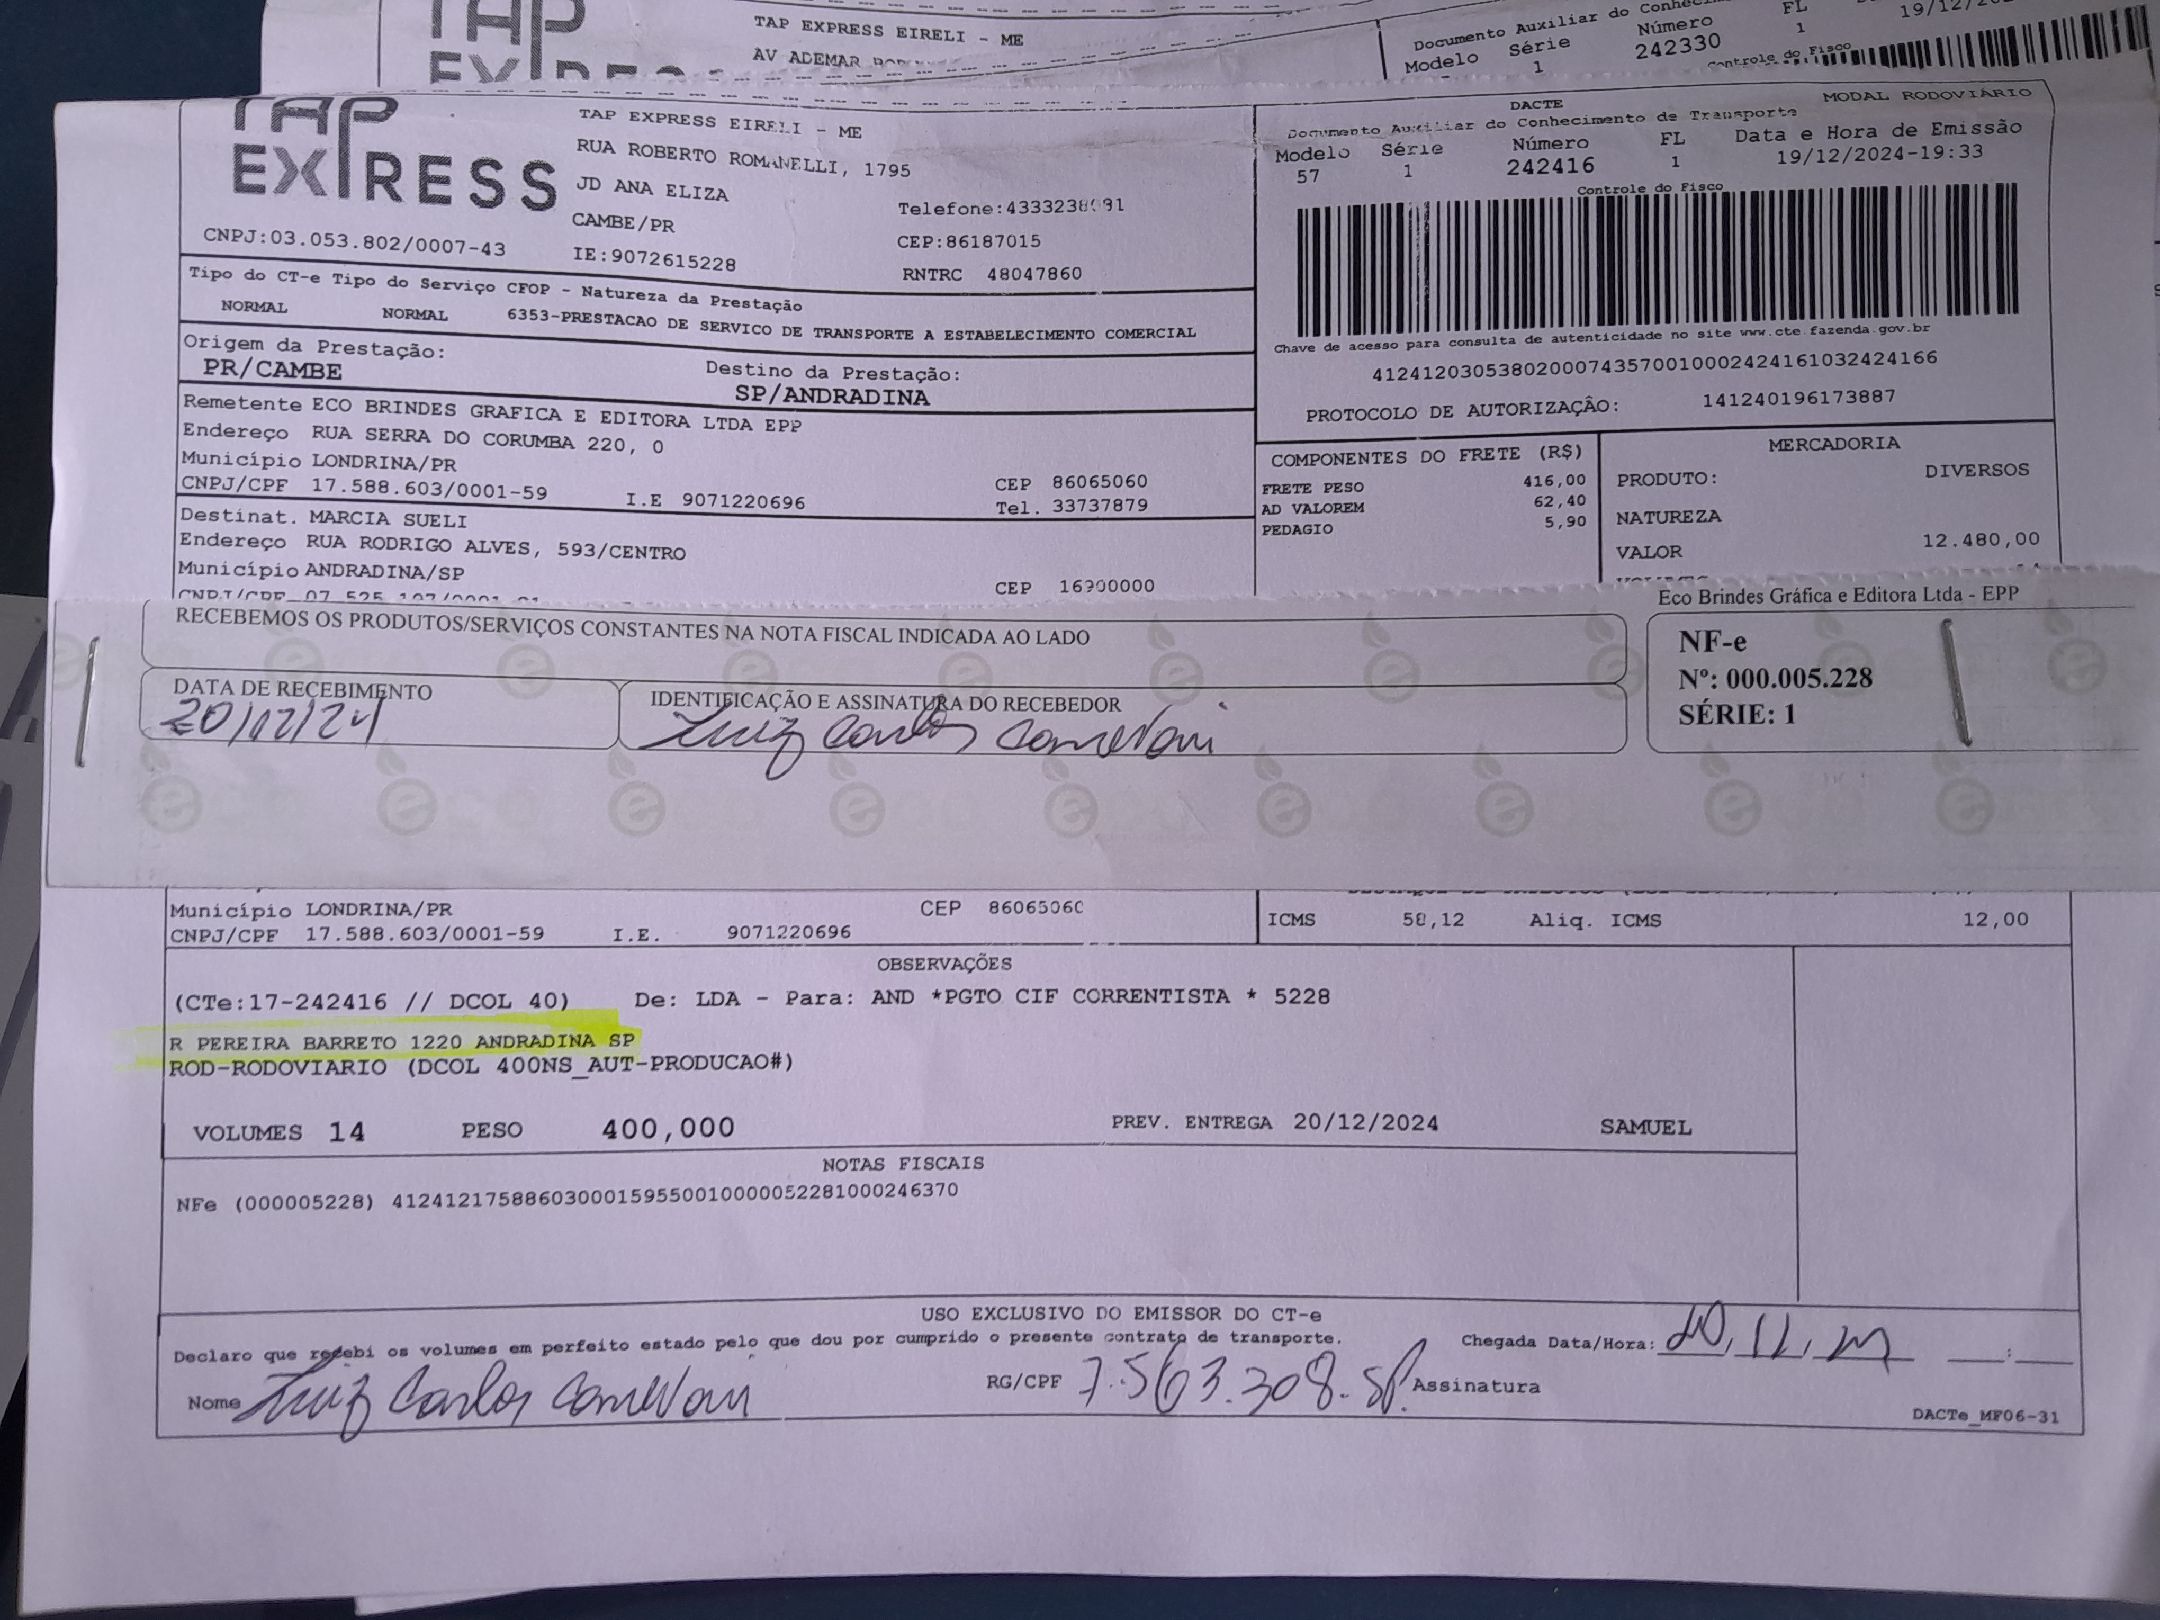 TAP
TAP EXPRESS EIRELI - ME
AV ADEMAR
Documento Auxiliar do
Modelo Série Número FL
1 242330 1
Controle do Fisco
TAP
EXPRESS
CNPJ:03.053.802/0007-43
TAP EXPRESS EIRELI - ME
RUA ROBERTO ROMANELLI, 1795
JD ANA ELIZA
CAMBE/PR
IE:9072615228
CEP:86187015
RNTRC 48047860
DACTE
MODAL RODOVIÁRIO
Documento Auxiliar do Conhecimento de Transporte
Modelo Série Número FL Data e Hora de Emissão
57 1 242416 1 19/12/2024-19:33
Controle do Fisco
Chave de acesso para consulta de autenticidade no site www.cte.fazenda.gov.br
41241203053802000743570010002424161032424166
PROTOCOLO DE AUTORIZAÇÂO: 141240196173887
Tipo do CT-e Tipo do Serviço CFOP - Natureza da Prestação
NORMAL NORMAL 6353-PRESTACAO DE SERVICO DE TRANSPORTE A ESTABELECIMENTO COMERCIAL
Origem da Prestação:
PR/CAMBE
Destino da Prestação:
SP/ANDRADINA
Remetente ECO BRINDES GRAFICA E EDITORA LTDA EPP
Endereço RUA SERRA DO CORUMBA 220, 0
Município LONDRINA/PR CEP 86065060
CNPJ/CPF 17.588.603/0001-59 I.E 9071220696 Tel. 33737879
Destinat. MARCIA SUELI
Endereço RUA RODRIGO ALVES, 593/CENTRO
Município ANDRADINA/SP CEP 16900000
CNPJ/CPF
COMPONENTES DO FRETE (R$)
FRETE PESO 416,00
AD VALOREM 62,40
PEDAGIO 5,90
MERCADORIA
PRODUTO: DIVERSOS
NATUREZA
VALOR 12.480,00
Eco Brindes Gráfica e Editora Ltda - EPP
RECEBEMOS OS PRODUTOS/SERVIÇOS CONSTANTES NA NOTA FISCAL INDICADA AO LADO
DATA DE RECEBIMENTO
20/12/24
IDENTIFICAÇÃO E ASSINATURA DO RECEBEDOR
Luiz Carlos
NF-e
Nº: 000.005.228
SÉRIE: 1
Município LONDRINA/PR CEP 86065060
CNPJ/CPF 17.588.603/0001-59 I.E. 9071220696
ICMS 58,12 Aliq. ICMS 12,00
OBSERVAÇÕES
(CTe:17-242416 // DCOL 40) De: LDA - Para: AND *PGTO CIF CORRENTISTA * 5228
R PEREIRA BARRETO 1220 ANDRADINA SP
ROD-RODOVIARIO (DCOL 400NS_AUT-PRODUCAO#)
VOLUMES 14 PESO 400,000 PREV. ENTREGA 20/12/2024 SAMUEL
NOTAS FISCAIS
NFe (000005228) 41241217588603000159550010000052281000246370
USO EXCLUSIVO DO EMISSOR DO CT-e
Declaro que recebi os volumes em perfeito estado pelo que dou por cumprido o presente contrato de transporte.
Chegada Data/Hora:
Nome Luiz Carlos
RG/CPF 7.563.308.SP.
Assinatura
DACTe_MF06-31